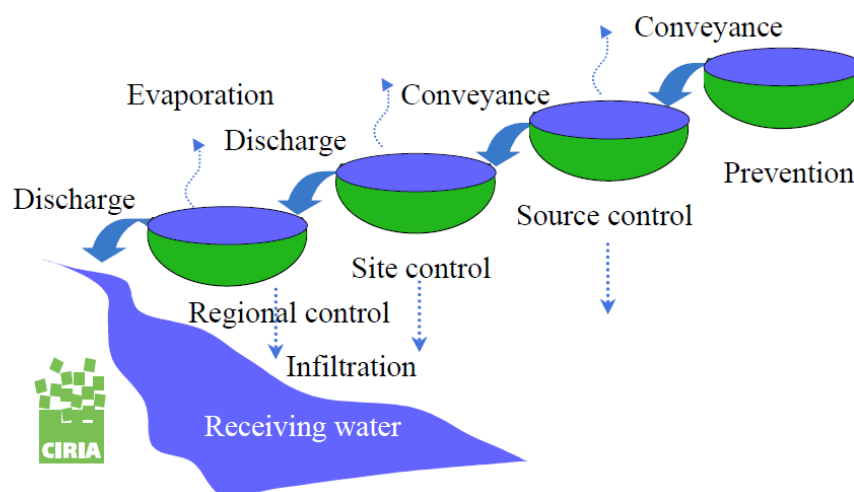 Conveyance
Conveyance
Evaporation
Discharge
Prevention
Discharge
Source control
Site control
Regional control
Infiltration
Receiving water
CIRIA